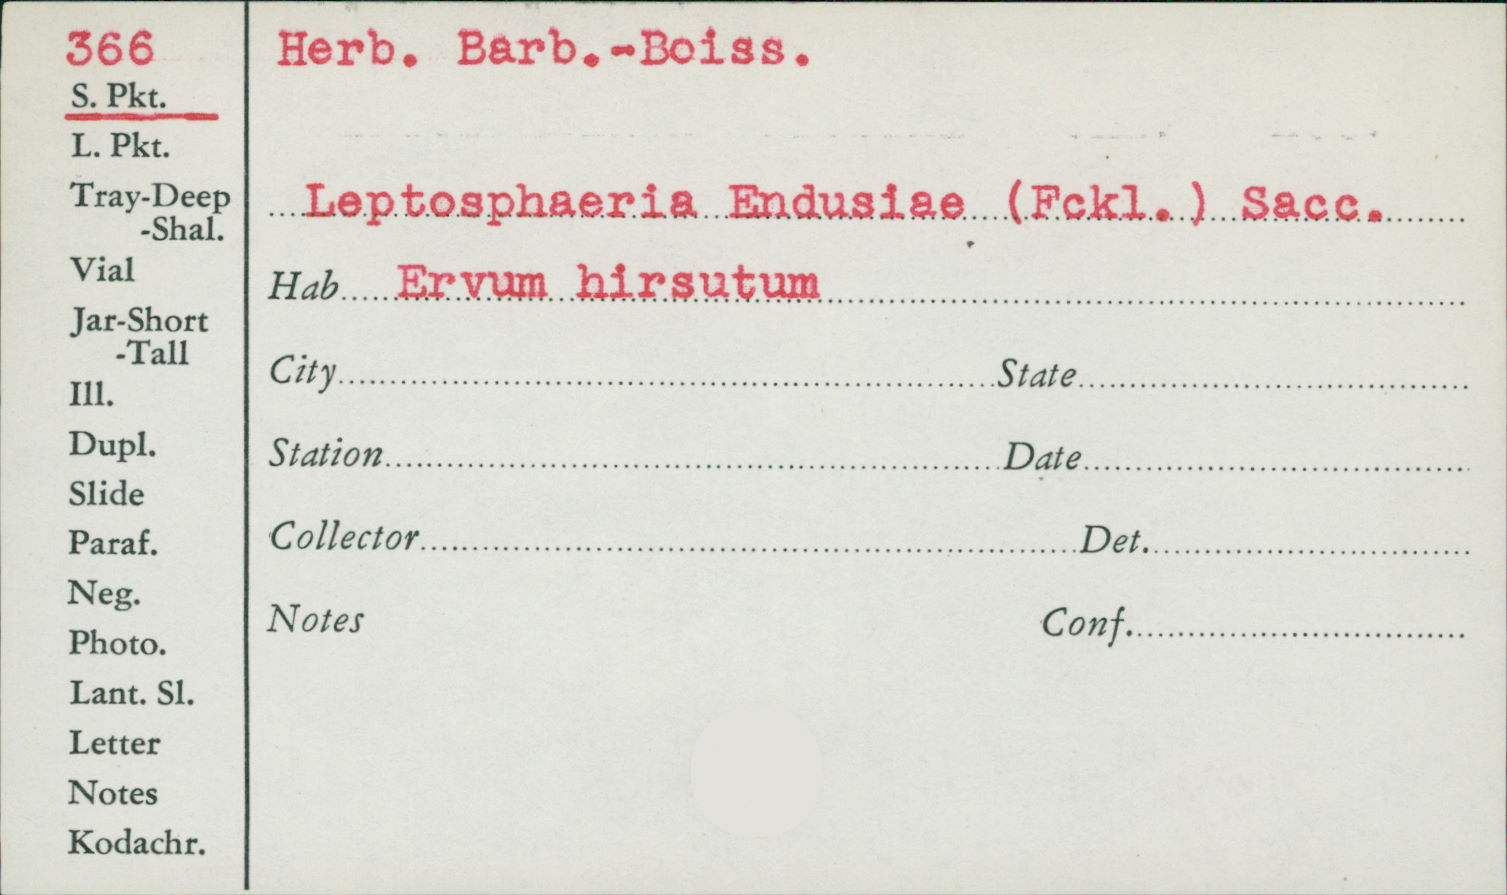 366
S. Pkt.
L. Pkt.
Tray-Deep
-Shal.
Vial
Jar-Short
-Tall
Ill.
Dupl.
Slide
Paraf.
Neg.
Photo.
Lant. Sl.
Letter
Notes
Kodachr.
Herb. Barb.-Boiss.
Leptosphaeria Endusiae (Fckl.) Sacc.
Hab Ervum hirsutum
City State
Station Date
Collector Det.
Notes Conf.